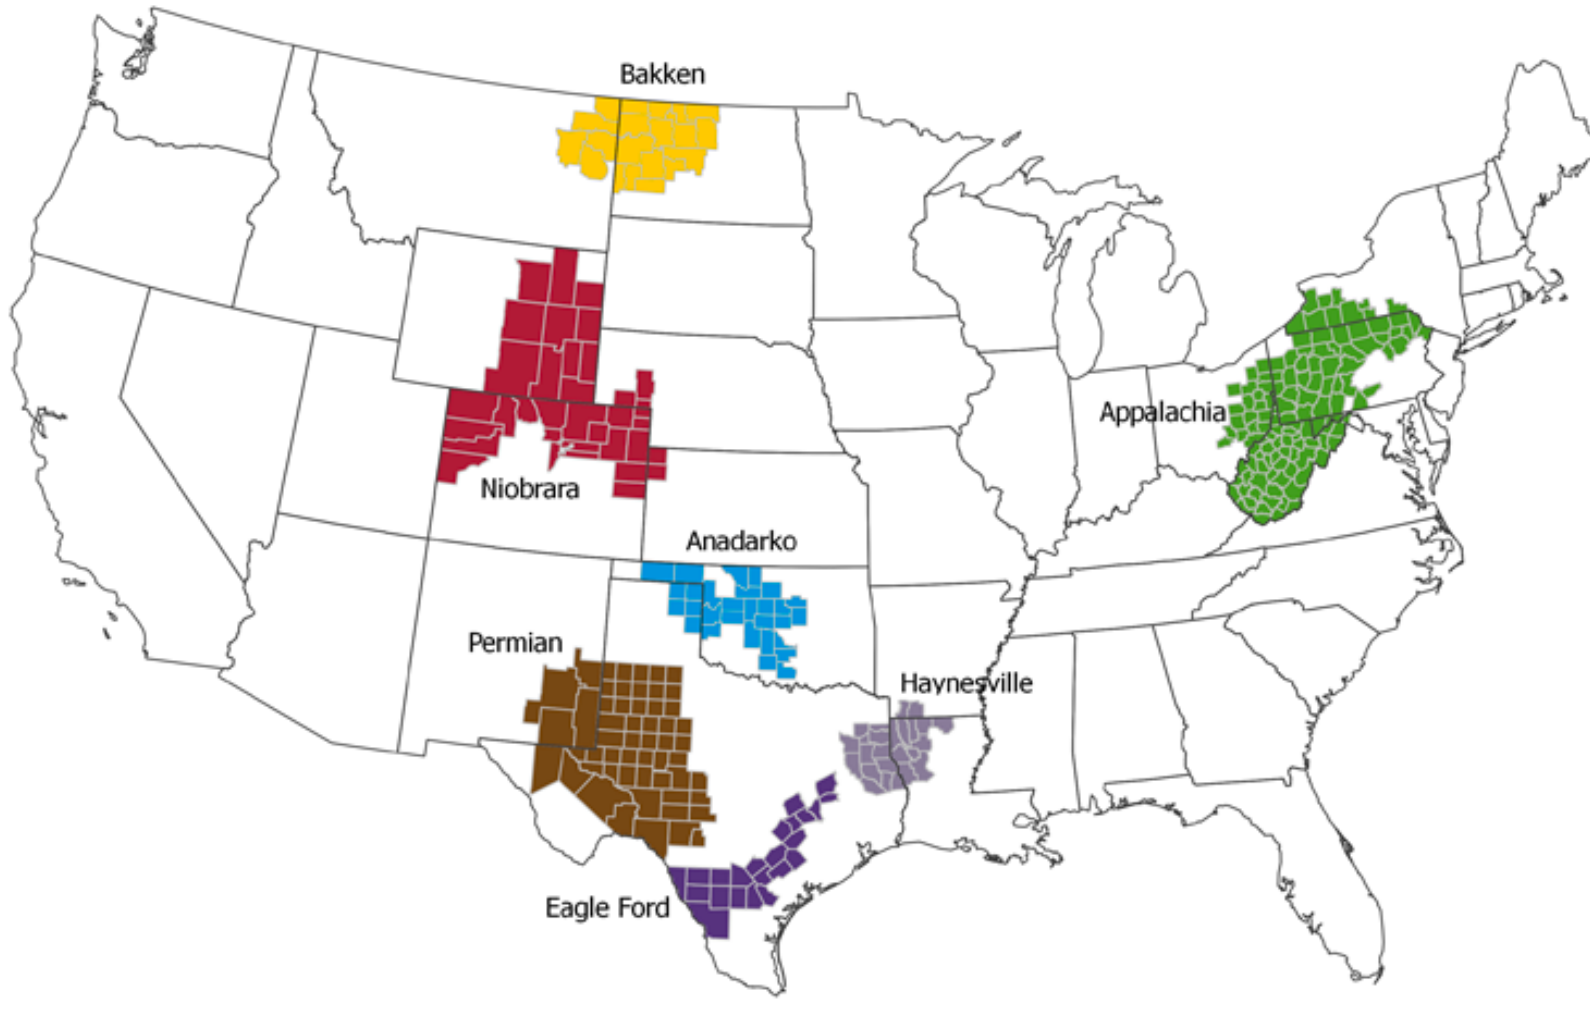 Bakken
Appalachia
Niobrara
Anadarko
Permian
Haynesville
Eagle Ford